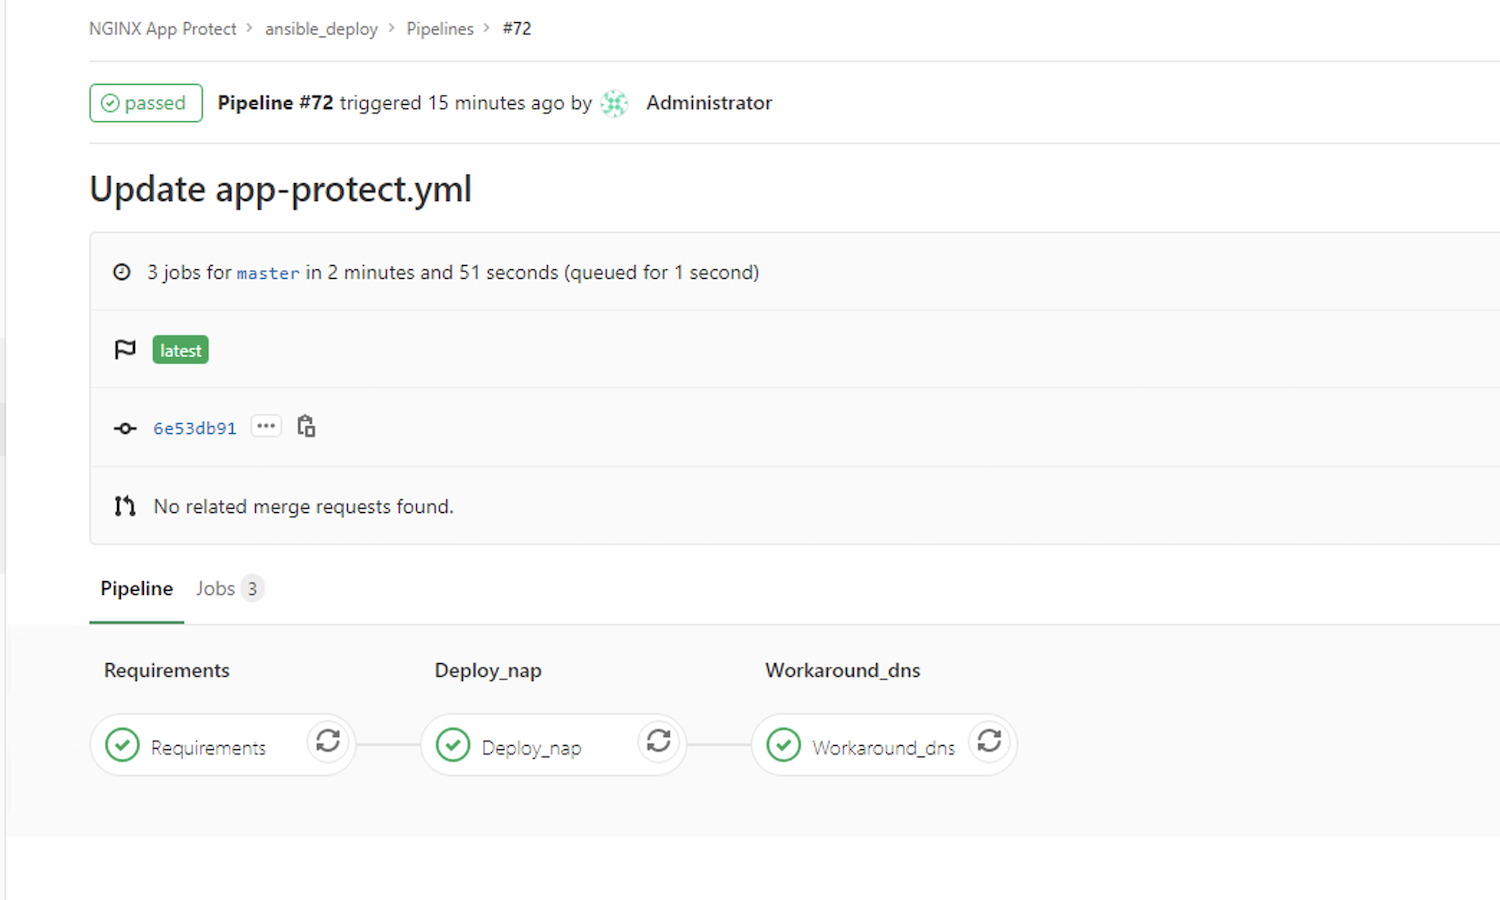 NGINX App Protect > ansible_deploy > Pipelines > #72
passed Pipeline #72 triggered 15 minutes ago by Administrator
Update app-protect.yml
3 jobs for master in 2 minutes and 51 seconds (queued for 1 second)
latest
6e53db91 ...
No related merge requests found.
Pipeline Jobs 3
Requirements Deploy_nap Workaround_dns
Requirements Deploy_nap Workaround_dns